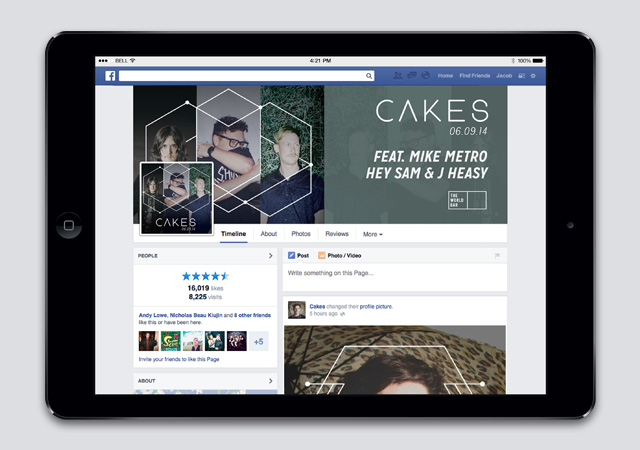 BELL
4:21 PM
100%
f
Home
Find Friends
Jacob
CAKES
06.09.14
FEAT. MIKE METRO
HEY SAM & J HEASY
THE
WORLD
BAR
CAKES
Timeline
About
Photos
Reviews
More
PEOPLE
16,019 likes
8,225 visits
Andy Lowe, Nicholas Beau Kiujin and 8 other friends
like this or have been here.
+5
Invite your friends to like this Page
ABOUT
Post
Photo / Video
Write something on this Page...
Cakes changed their profile picture.
5 hours ago